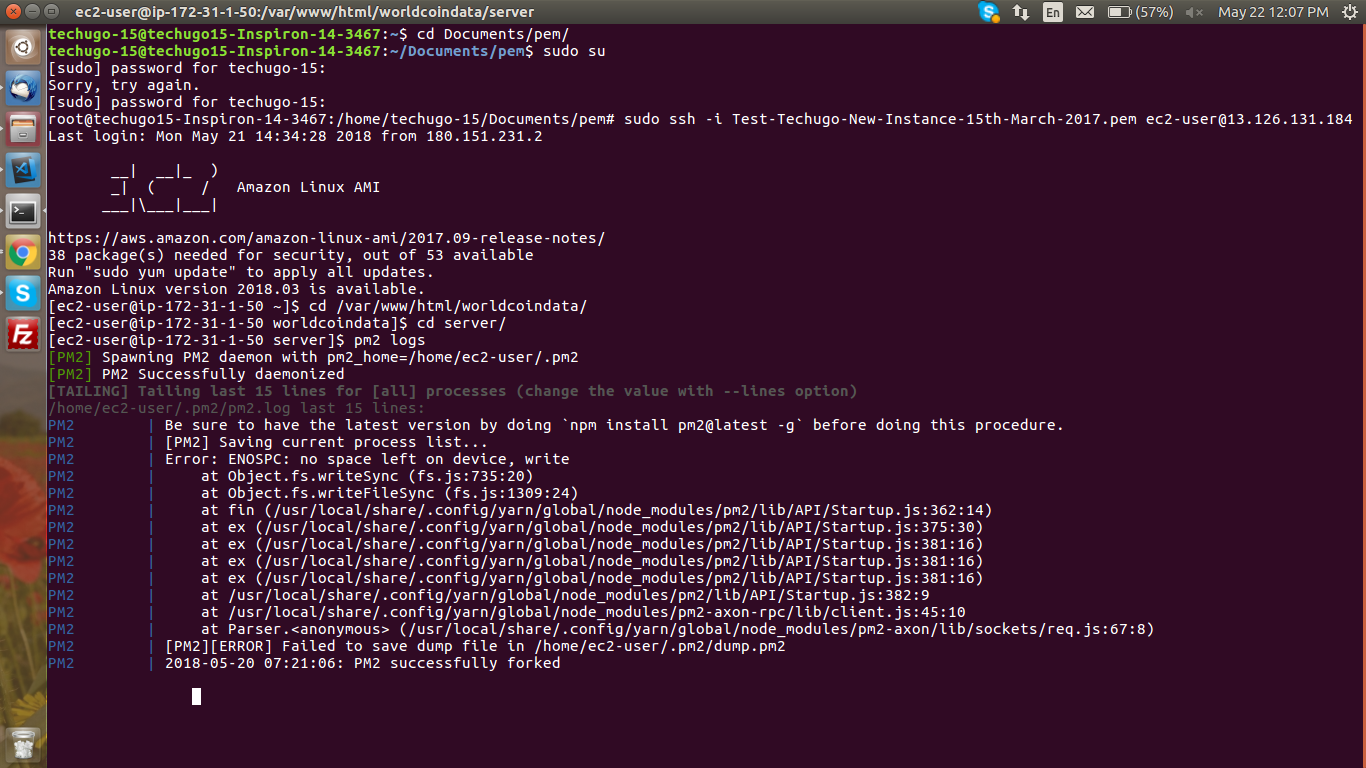 ec2-user@ip-172-31-1-50:/var/www/html/worldcoindata/server
En (57%) May 22 12:07 PM
techugo-15@techugo15-Inspiron-14-3467:~$ cd Documents/pem/
techugo-15@techugo15-Inspiron-14-3467:~/Documents/pem$ sudo su
[sudo] password for techugo-15:
Sorry, try again.
[sudo] password for techugo-15:
root@techugo15-Inspiron-14-3467:/home/techugo-15/Documents/pem# sudo ssh -i Test-Techugo-New-Instance-15th-March-2017.pem ec2-user@13.126.131.184
Last login: Mon May 21 14:34:28 2018 from 180.151.231.2
       __|  __|_  )
       _|  (     /   Amazon Linux AMI
      ___|\___|___|
https://aws.amazon.com/amazon-linux-ami/2017.09-release-notes/
38 package(s) needed for security, out of 53 available
Run "sudo yum update" to apply all updates.
Amazon Linux version 2018.03 is available.
[ec2-user@ip-172-31-1-50 ~]$ cd /var/www/html/worldcoindata/
[ec2-user@ip-172-31-1-50 worldcoindata]$ cd server/
[ec2-user@ip-172-31-1-50 server]$ pm2 logs
[PM2] Spawning PM2 daemon with pm2_home=/home/ec2-user/.pm2
[PM2] PM2 Successfully daemonized
[TAILING] Tailing last 15 lines for [all] processes (change the value with --lines option)
/home/ec2-user/.pm2/pm2.log last 15 lines:
PM2        | Be sure to have the latest version by doing `npm install pm2@latest -g` before doing this procedure.
PM2        | [PM2] Saving current process list...
PM2        | Error: ENOSPC: no space left on device, write
PM2        |     at Object.fs.writeSync (fs.js:735:20)
PM2        |     at Object.fs.writeFileSync (fs.js:1309:24)
PM2        |     at fin (/usr/local/share/.config/yarn/global/node_modules/pm2/lib/API/Startup.js:362:14)
PM2        |     at ex (/usr/local/share/.config/yarn/global/node_modules/pm2/lib/API/Startup.js:375:30)
PM2        |     at ex (/usr/local/share/.config/yarn/global/node_modules/pm2/lib/API/Startup.js:381:16)
PM2        |     at ex (/usr/local/share/.config/yarn/global/node_modules/pm2/lib/API/Startup.js:381:16)
PM2        |     at ex (/usr/local/share/.config/yarn/global/node_modules/pm2/lib/API/Startup.js:381:16)
PM2        |     at /usr/local/share/.config/yarn/global/node_modules/pm2/lib/API/Startup.js:382:9
PM2        |     at /usr/local/share/.config/yarn/global/node_modules/pm2-axon-rpc/lib/client.js:45:10
PM2        |     at Parser.<anonymous> (/usr/local/share/.config/yarn/global/node_modules/pm2-axon/lib/sockets/req.js:67:8)
PM2        | [PM2][ERROR] Failed to save dump file in /home/ec2-user/.pm2/dump.pm2
PM2        | 2018-05-20 07:21:06: PM2 successfully forked